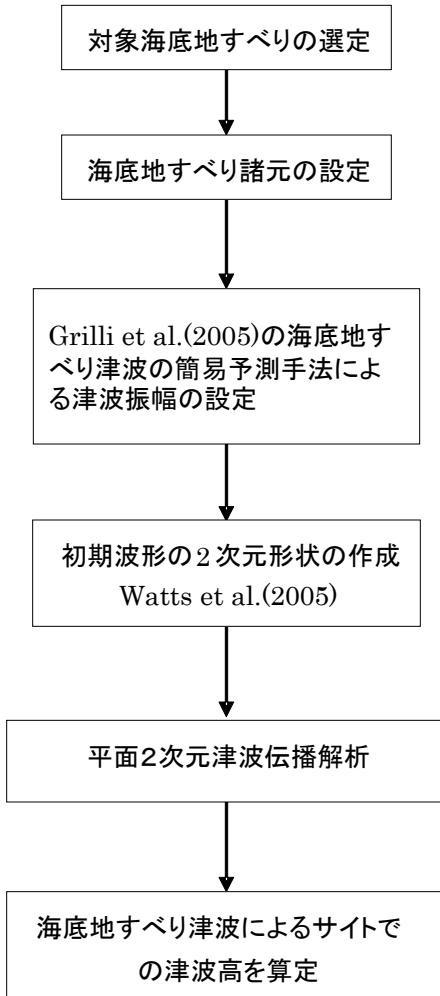 対象海底地すべりの選定
海底地すべり諸元の設定
Grilli et al.(2005)の海底地す
べり津波の簡易予測手法によ
る津波振幅の設定
初期波形の2次元形状の作成
Watts et al.(2005)
平面２次元津波伝播解析
海底地すべり津波によるサイトで
の津波高を算定